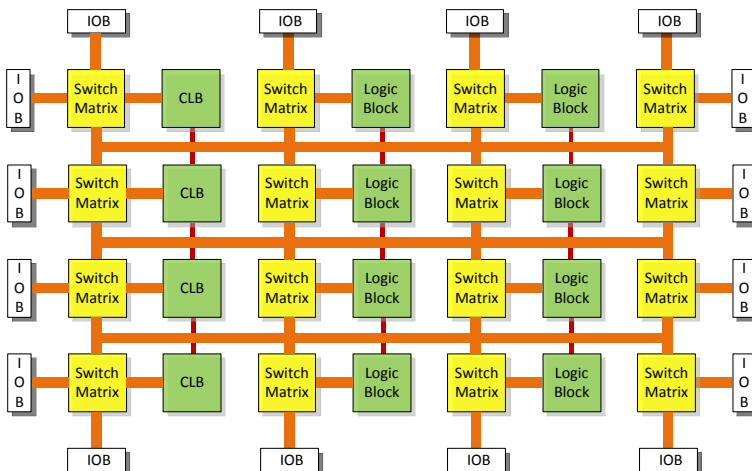 IOB
IOB
IOB
IOB
I
O
B
Switch
Matrix
CLB
Switch
Matrix
Logic
Block
Switch
Matrix
Logic
Block
Switch
Matrix
I
O
B
I
O
B
Switch
Matrix
CLB
Switch
Matrix
Logic
Block
Switch
Matrix
Logic
Block
Switch
Matrix
I
O
B
I
O
B
Switch
Matrix
CLB
Switch
Matrix
Logic
Block
Switch
Matrix
Logic
Block
Switch
Matrix
I
O
B
I
O
B
Switch
Matrix
CLB
Switch
Matrix
Logic
Block
Switch
Matrix
Logic
Block
Switch
Matrix
I
O
B
IOB
IOB
IOB
IOB